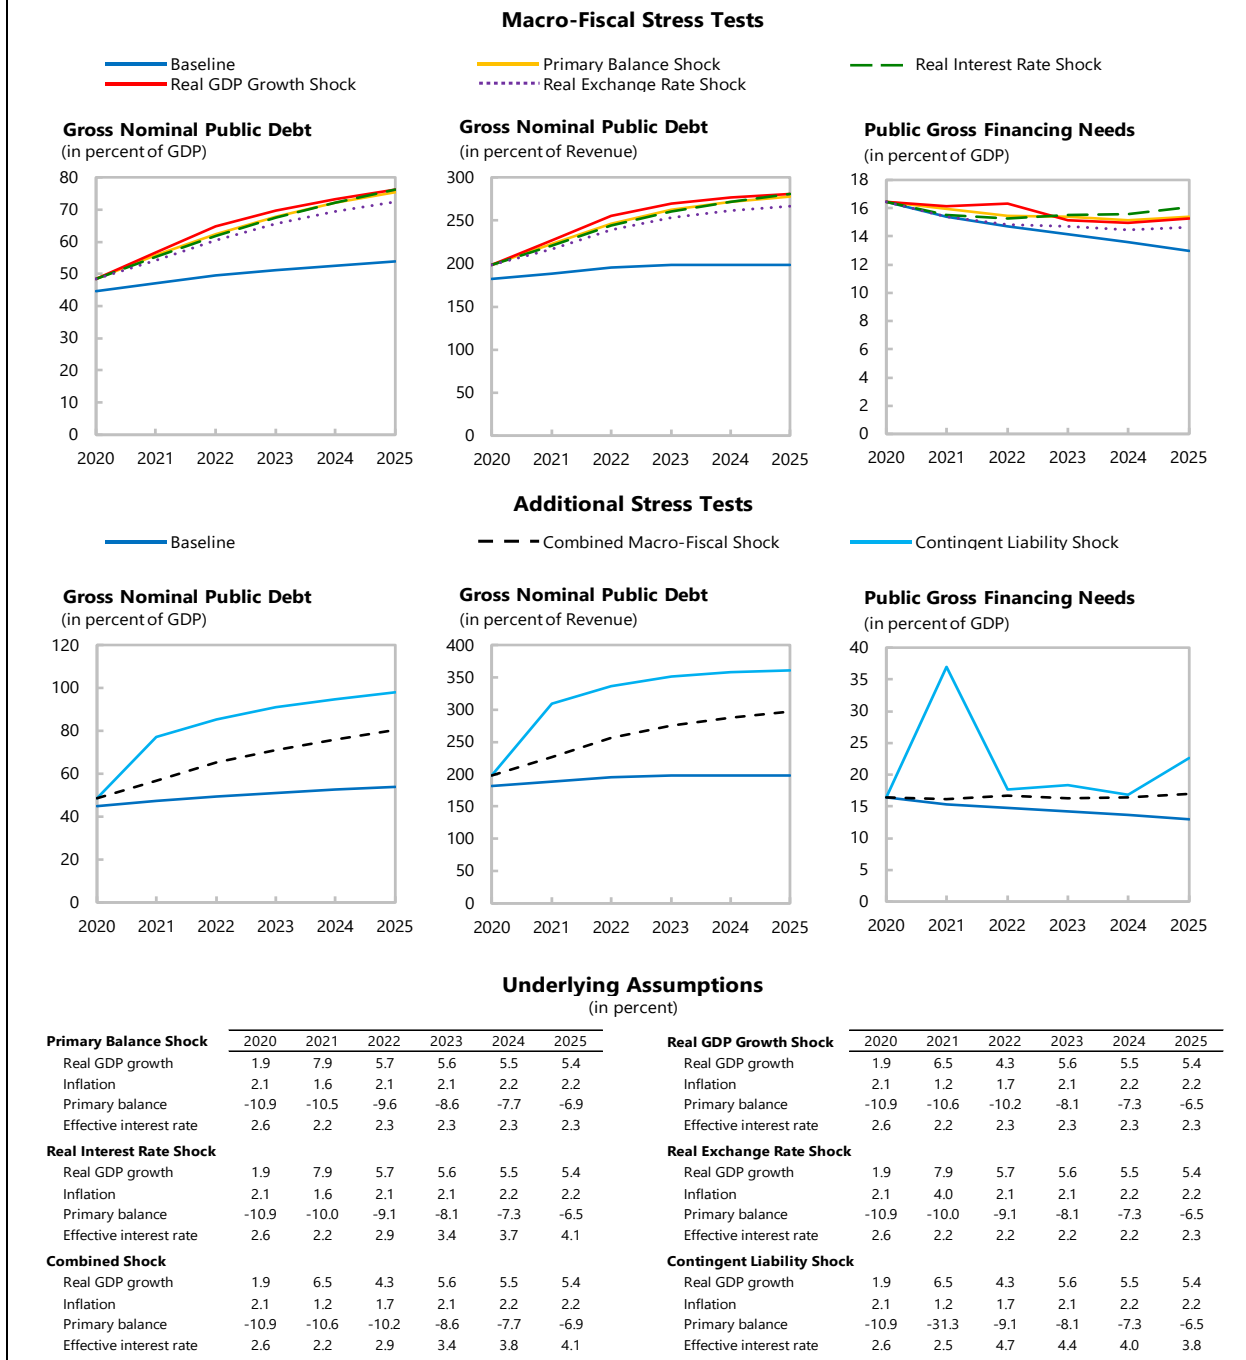 Macro-Fiscal Stress Tests
Baseline
Primary Balance Shock
Real Interest Rate Shock
Real GDP Growth Shock
Real Exchange Rate Shock
Gross Nominal Public Debt
(in percent of GDP)
80
70
60
50
40
30
20
10
0
2020 2021 2022 2023 2024 2025
Gross Nominal Public Debt
(in percent of Revenue)
300
250
200
150
100
50
0
2020 2021 2022 2023 2024 2025
Public Gross Financing Needs
(in percent of GDP)
18
16
14
12
10
8
6
4
2
0
2020 2021 2022 2023 2024 2025
Additional Stress Tests
Baseline
Combined Macro-Fiscal Shock
Contingent Liability Shock
Gross Nominal Public Debt
(in percent of GDP)
120
100
80
60
40
20
0
2020 2021 2022 2023 2024 2025
Gross Nominal Public Debt
(in percent of Revenue)
400
350
300
250
200
150
100
50
0
2020 2021 2022 2023 2024 2025
Public Gross Financing Needs
(in percent of GDP)
40
35
30
25
20
15
10
5
0
2020 2021 2022 2023 2024 2025
Underlying Assumptions
(in percent)
Primary Balance Shock 2020 2021 2022 2023 2024 2025
Real GDP growth 1.9 7.9 5.7 5.6 5.5 5.4
Inflation 2.1 1.6 2.1 2.1 2.2 2.2
Primary balance -10.9 -10.5 -9.6 -8.6 -7.7 -6.9
Effective interest rate 2.6 2.2 2.3 2.3 2.3 2.3
Real Interest Rate Shock
Real GDP growth 1.9 7.9 5.7 5.6 5.5 5.4
Inflation 2.1 1.6 2.1 2.1 2.2 2.2
Primary balance -10.9 -10.0 -9.1 -8.1 -7.3 -6.5
Effective interest rate 2.6 2.2 2.9 3.4 3.7 4.1
Combined Shock
Real GDP growth 1.9 6.5 4.3 5.6 5.5 5.4
Inflation 2.1 1.2 1.7 2.1 2.2 2.2
Primary balance -10.9 -10.6 -10.2 -8.6 -7.7 -6.9
Effective interest rate 2.6 2.2 2.9 3.4 3.8 4.1
Real GDP Growth Shock 2020 2021 2022 2023 2024 2025
Real GDP growth 1.9 6.5 4.3 5.6 5.5 5.4
Inflation 2.1 1.2 1.7 2.1 2.2 2.2
Primary balance -10.9 -10.6 -10.2 -8.1 -7.3 -6.5
Effective interest rate 2.6 2.2 2.3 2.3 2.3 2.3
Real Exchange Rate Shock
Real GDP growth 1.9 7.9 5.7 5.6 5.5 5.4
Inflation 2.1 4.0 2.1 2.1 2.2 2.2
Primary balance -10.9 -10.0 -9.1 -8.1 -7.3 -6.5
Effective interest rate 2.6 2.2 2.2 2.2 2.2 2.3
Contingent Liability Shock
Real GDP growth 1.9 6.5 4.3 5.6 5.5 5.4
Inflation 2.1 1.2 1.7 2.1 2.2 2.2
Primary balance -10.9 -31.3 -9.1 -8.1 -7.3 -6.5
Effective interest rate 2.6 2.5 4.7 4.4 4.0 3.8